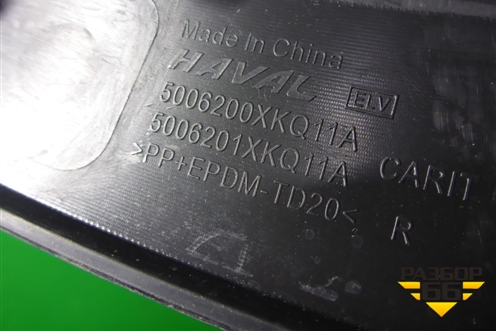 Made In China
HAVAL
ELV
5006200XKQ11A
5006201XKQ11A CARIT
>PP+EPDM-TD20< R
РАЗБОР
66